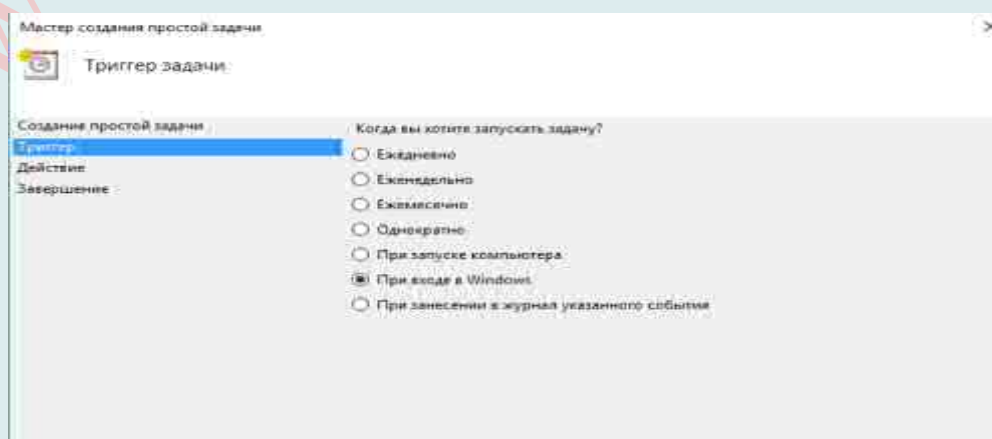 Мастер создания простой задачи
Триггер задачи
Создание простой задачи
Триггер
Действие
Завершение
Когда вы хотите запускать задачу?
Ежедневно
Еженедельно
Ежемесячно
Однократно
При запуске компьютера
При входе в Windows
При занесении в журнал указанного события